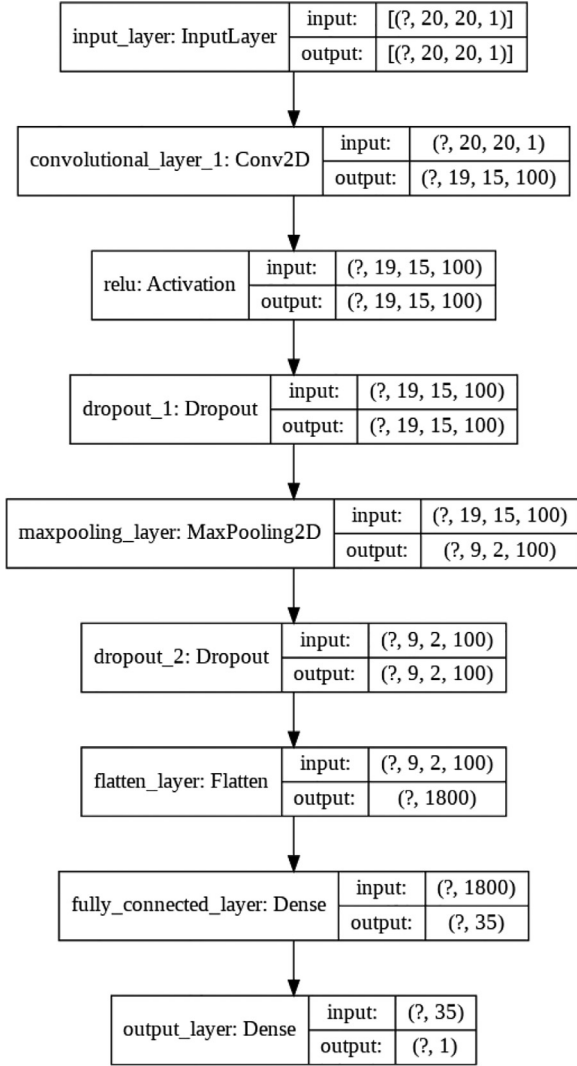 input_layer: InputLayer
input: [(?, 20, 20, 1)]
output: [(?, 20, 20, 1)]
convolutional_layer_1: Conv2D
input: (?, 20, 20, 1)
output: (?, 19, 15, 100)
relu: Activation
input: (?, 19, 15, 100)
output: (?, 19, 15, 100)
dropout_1: Dropout
input: (?, 19, 15, 100)
output: (?, 19, 15, 100)
maxpooling_layer: MaxPooling2D
input: (?, 19, 15, 100)
output: (?, 9, 2, 100)
dropout_2: Dropout
input: (?, 9, 2, 100)
output: (?, 9, 2, 100)
flatten_layer: Flatten
input: (?, 9, 2, 100)
output: (?, 1800)
fully_connected_layer: Dense
input: (?, 1800)
output: (?, 35)
output_layer: Dense
input: (?, 35)
output: (?, 1)